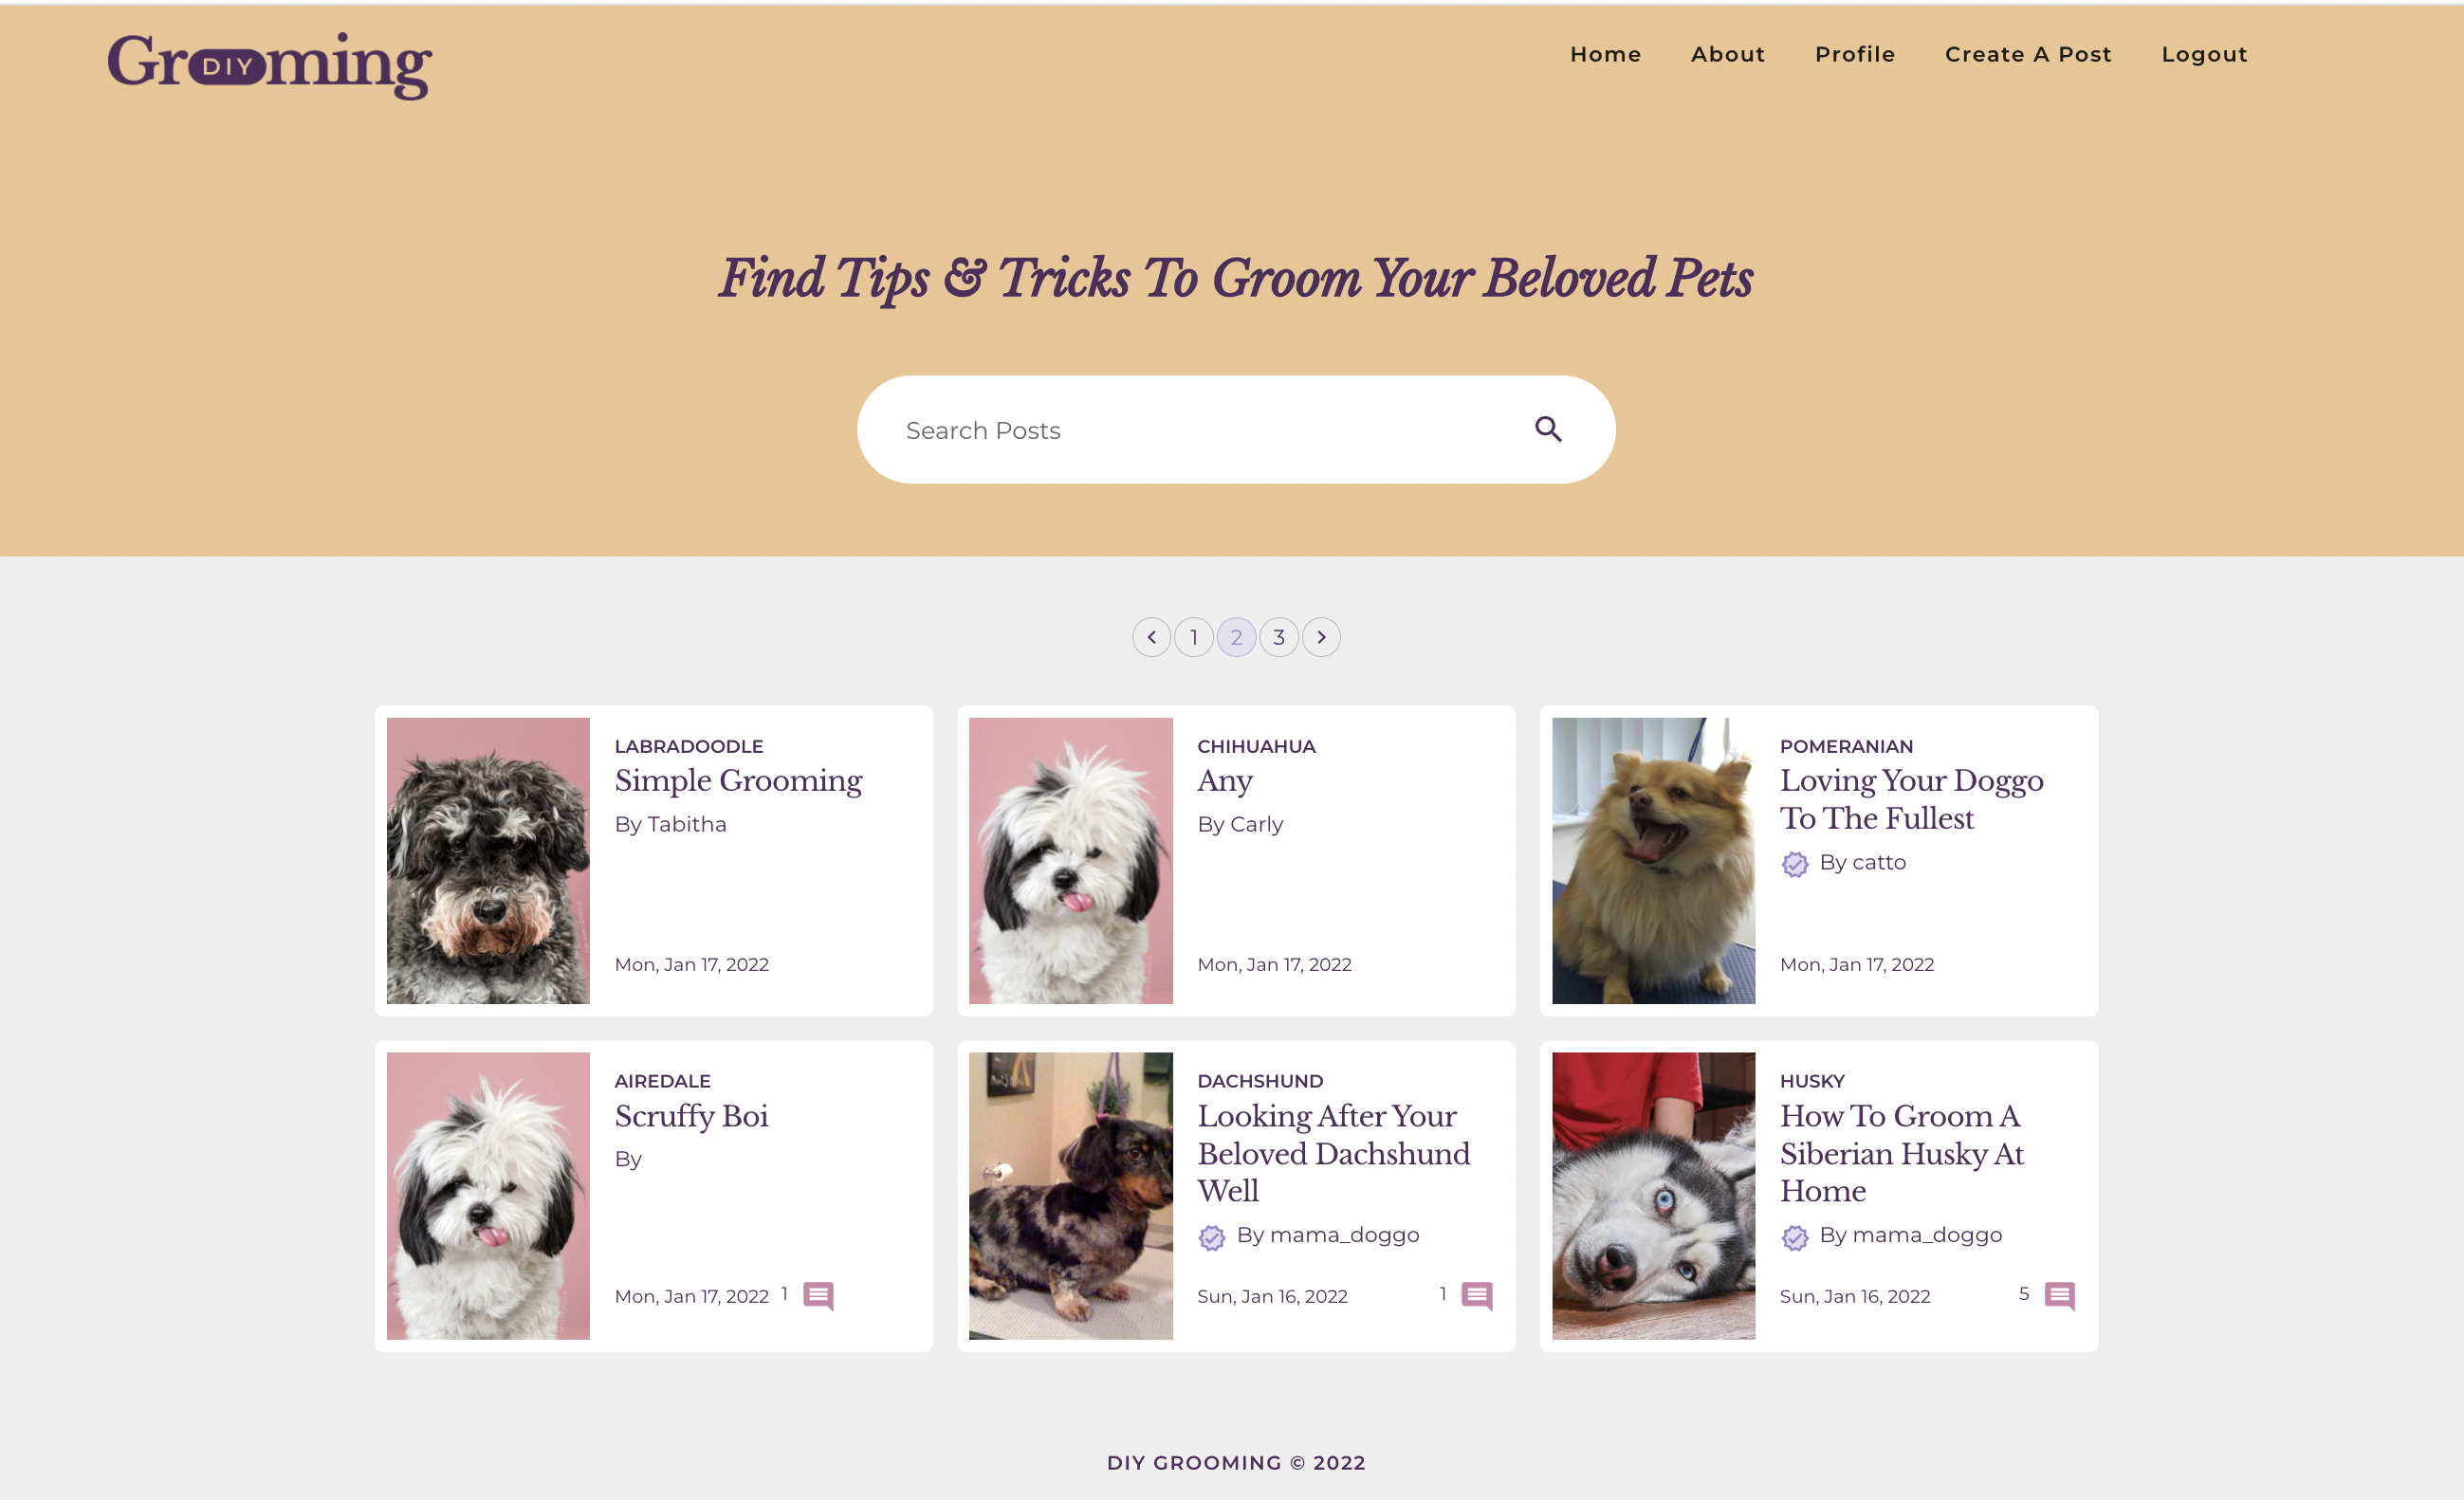 Grooming
DIY
Home About Profile Create A Post Logout
Find Tips & Tricks To Groom Your Beloved Pets
Search Posts
1 2 3
LABRADOODLE
Simple Grooming
By Tabitha
Mon, Jan 17, 2022
CHIHUAHUA
Any
By Carly
Mon, Jan 17, 2022
POMERANIAN
Loving Your Doggo
To The Fullest
By catto
Mon, Jan 17, 2022
AIREDALE
Scruffy Boi
By
Mon, Jan 17, 2022 1
DACHSHUND
Looking After Your
Beloved Dachshund
Well
By mama_doggo
Sun, Jan 16, 2022 1
HUSKY
How To Groom A
Siberian Husky At
Home
By mama_doggo
Sun, Jan 16, 2022 5
DIY GROOMING © 2022